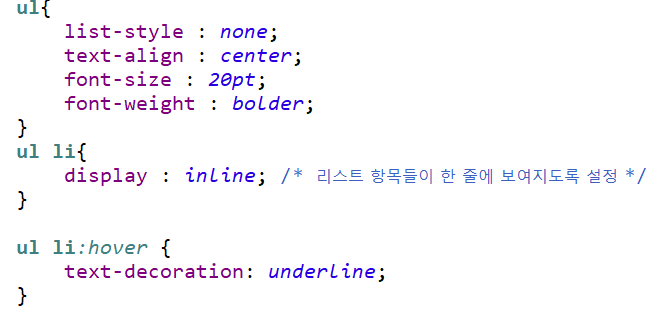 ul{
    list-style : none;
    text-align : center;
    font-size : 20pt;
    font-weight : bolder;
}
ul li{
    display : inline; /* 리스트 항목들이 한 줄에 보여지도록 설정 */
}

ul li:hover {
    text-decoration: underline;
}